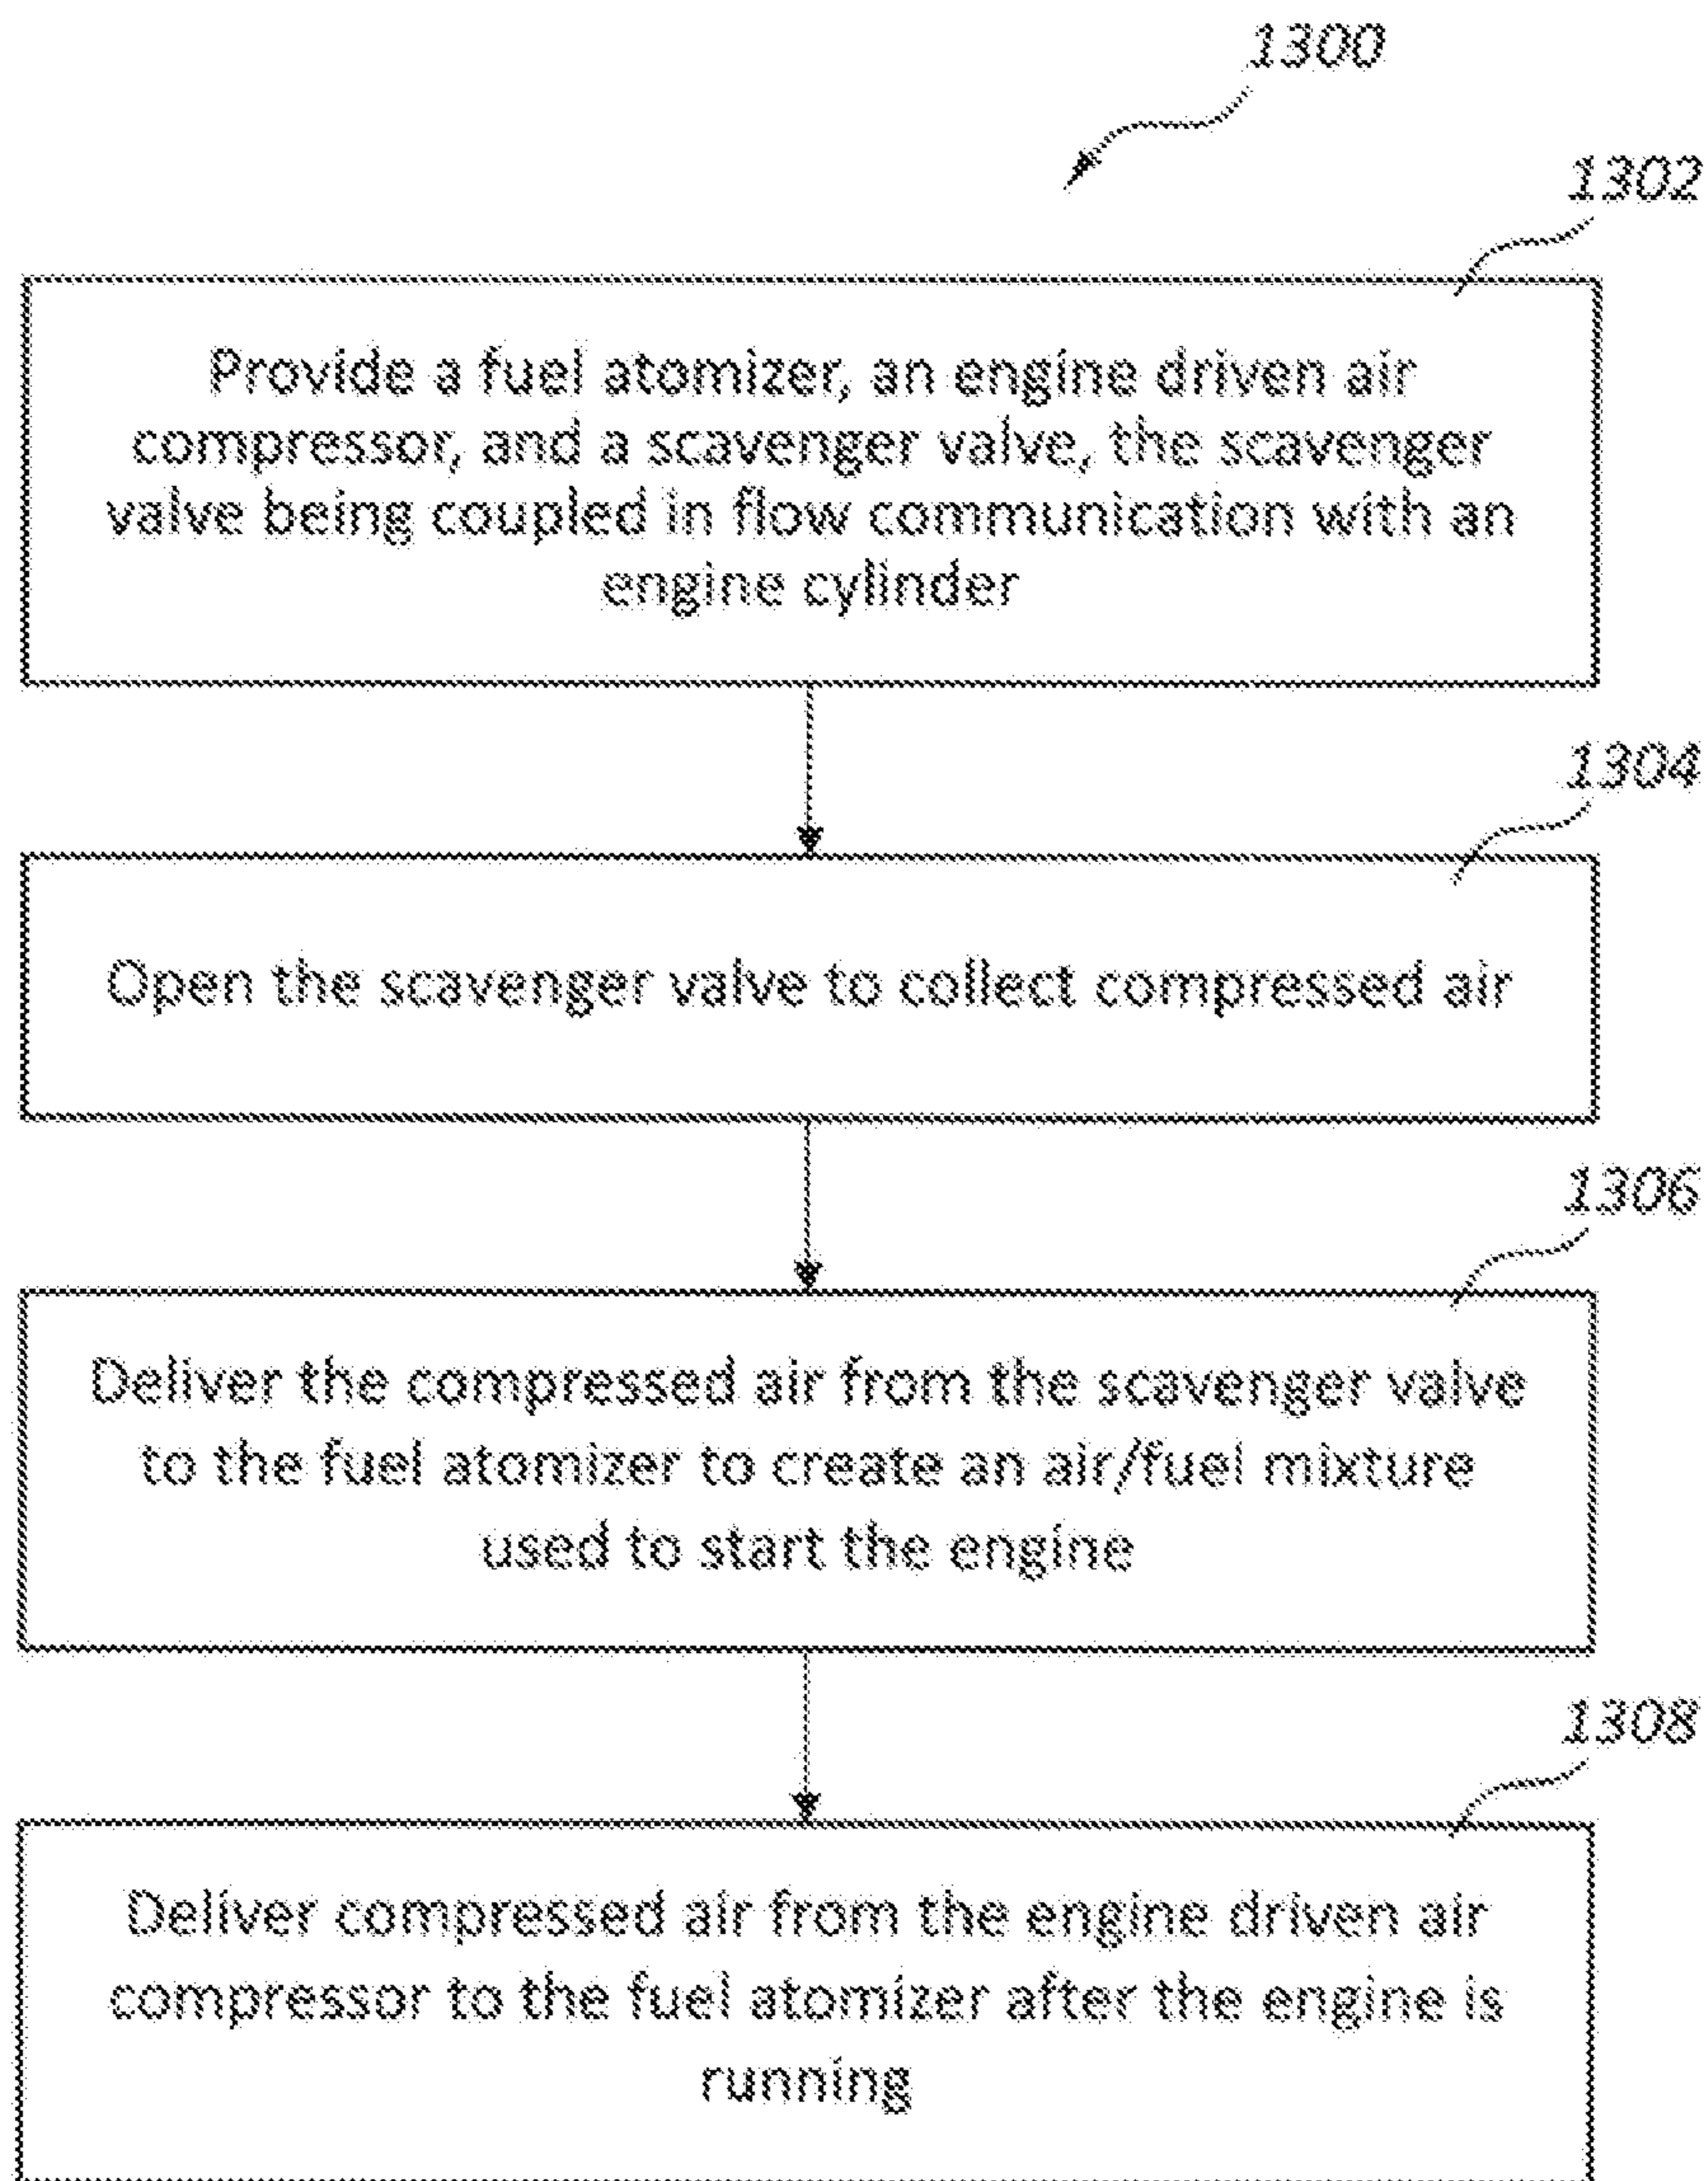 1300
1302
Provide a fuel atomizer, an engine driven air
compressor, and a scavenger valve, the scavenger
valve being coupled in flow communication with an
engine cylinder
1304
Open the scavenger valve to collect compressed air
1306
Deliver the compressed air from the scavenger valve
to the fuel atomizer to create an air/fuel mixture
used to start the engine
1308
Deliver compressed air from the engine driven air
compressor to the fuel atomizer after the engine is
running